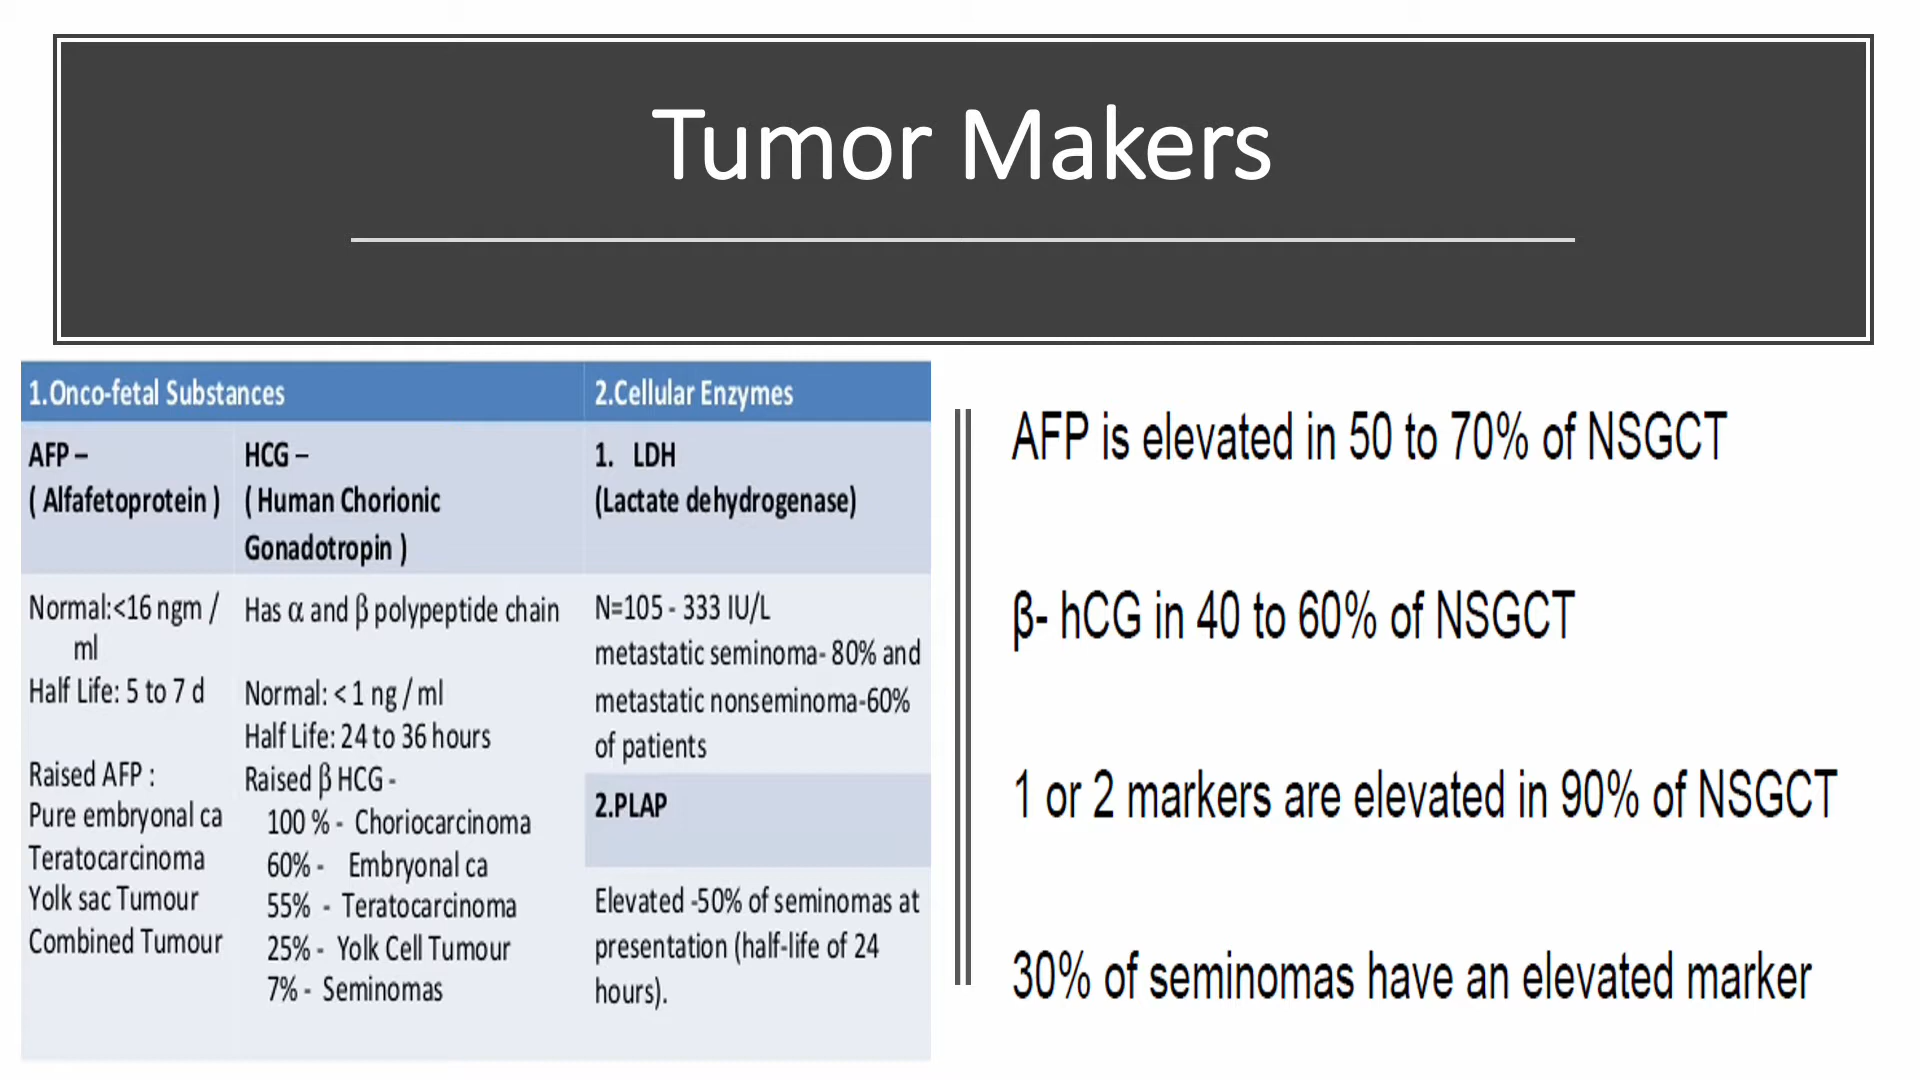 Tumor Makers
1.Onco-fetal Substances
2.Cellular Enzymes
AFP –
( Alfafetoprotein )
HCG –
( Human Chorionic
Gonadotropin )
1. LDH
(Lactate dehydrogenase)
Normal:<16 ngm /
ml
Half Life: 5 to 7 d
Raised AFP :
Pure embryonal ca
Teratocarcinoma
Yolk sac Tumour
Combined Tumour
Has α and β polypeptide chain
Normal: < 1 ng / ml
Half Life: 24 to 36 hours
Raised β HCG -
100 % - Choriocarcinoma
60% - Embryonal ca
55% - Teratocarcinoma
25% - Yolk Cell Tumour
7% - Seminomas
N=105 - 333 IU/L
metastatic seminoma- 80% and
metastatic nonseminoma-60%
of patients
2.PLAP
Elevated -50% of seminomas at
presentation (half-life of 24
hours).
AFP is elevated in 50 to 70% of NSGCT
β- hCG in 40 to 60% of NSGCT
1 or 2 markers are elevated in 90% of NSGCT
30% of seminomas have an elevated marker